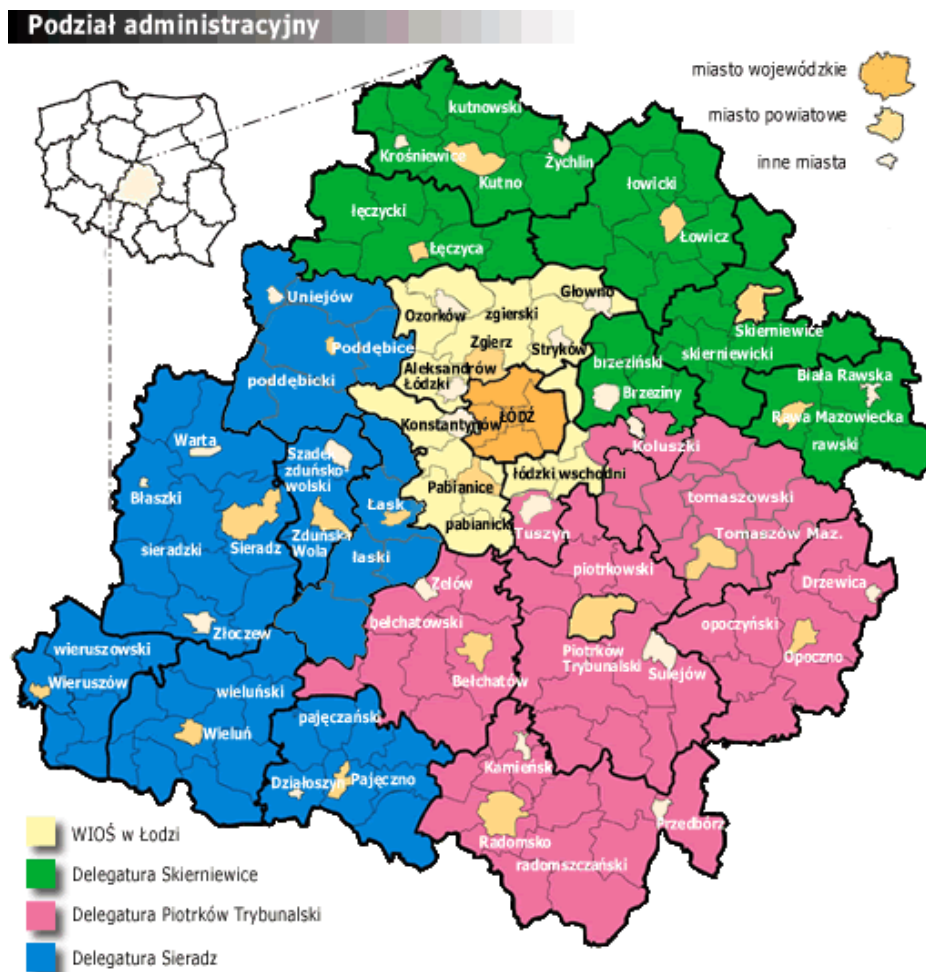 Podział administracyjny
miasto wojewódzkie
miasto powiatowe
inne miasta
kutnowski
Krośniewice
Kutno
Żychlin
łowicki
Łowicz
łęczycki
Łęczyca
Uniejów
Ozorków
zgierski
Głowno
Poddębice
Zgierz
Stryków
Skierniewice
poddębicki
Aleksandrów
Łódzki
brzeziński
skierniewicki
Brzeziny
Biała Rawska
Konstantynów
ŁÓDŹ
Rawa Mazowiecka
rawski
Warta
Szadek
zduńsko-
wolski
Koluszki
Błaszki
Łask
Pabianice
łódzki wschodni
tomaszowski
sieradzki
Sieradz
Zduńska
Wola
łaski
pabianicki
Tuszyn
Tomaszów Maz.
Zelów
piotrkowski
Drzewica
Złoczew
bełchatowski
opoczyński
wieruszowski
Piotrków
Trybunalski
Opoczno
Wieruszów
wieluński
Bełchatów
Sulejów
Wieluń
pajęczański
Działoszyn
Pajęczno
Kamieńsk
Przedbórz
Radomsko
radomszczański
WIOŚ w Łodzi
Delegatura Skierniewice
Delegatura Piotrków Trybunalski
Delegatura Sieradz